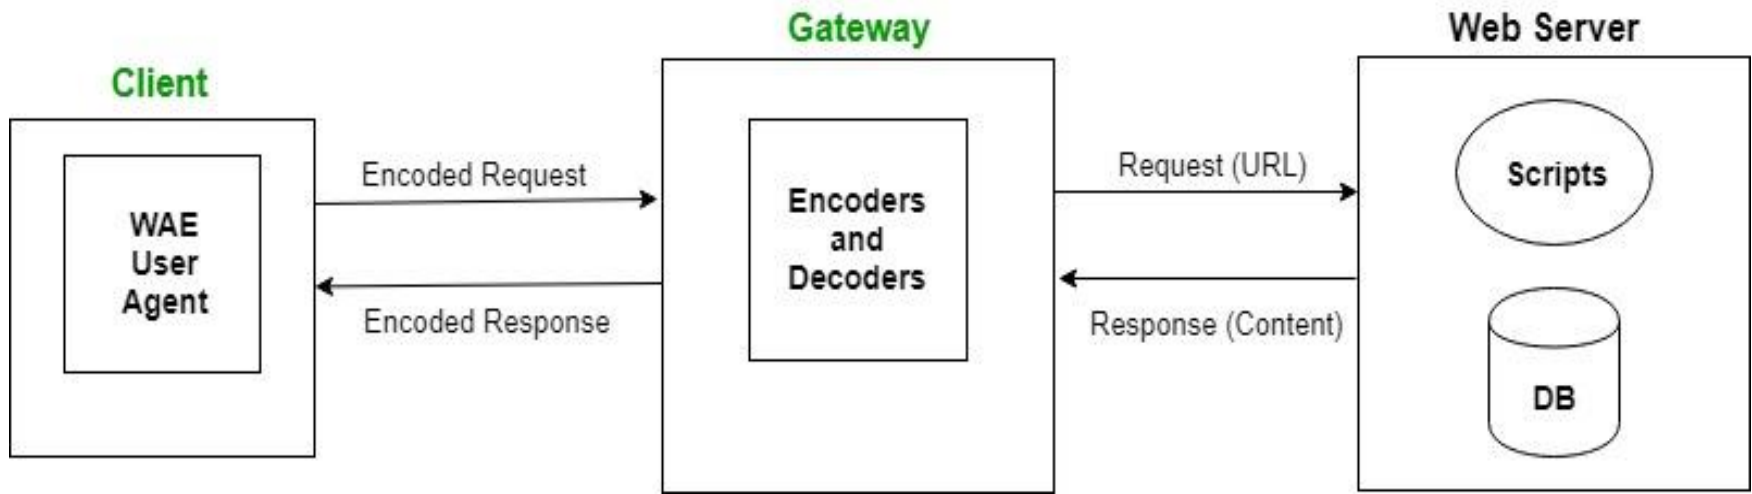 Client
WAE
User
Agent
Encoded Request
Encoded Response
Gateway
Encoders
and
Decoders
Request (URL)
Response (Content)
Web Server
Scripts
DB